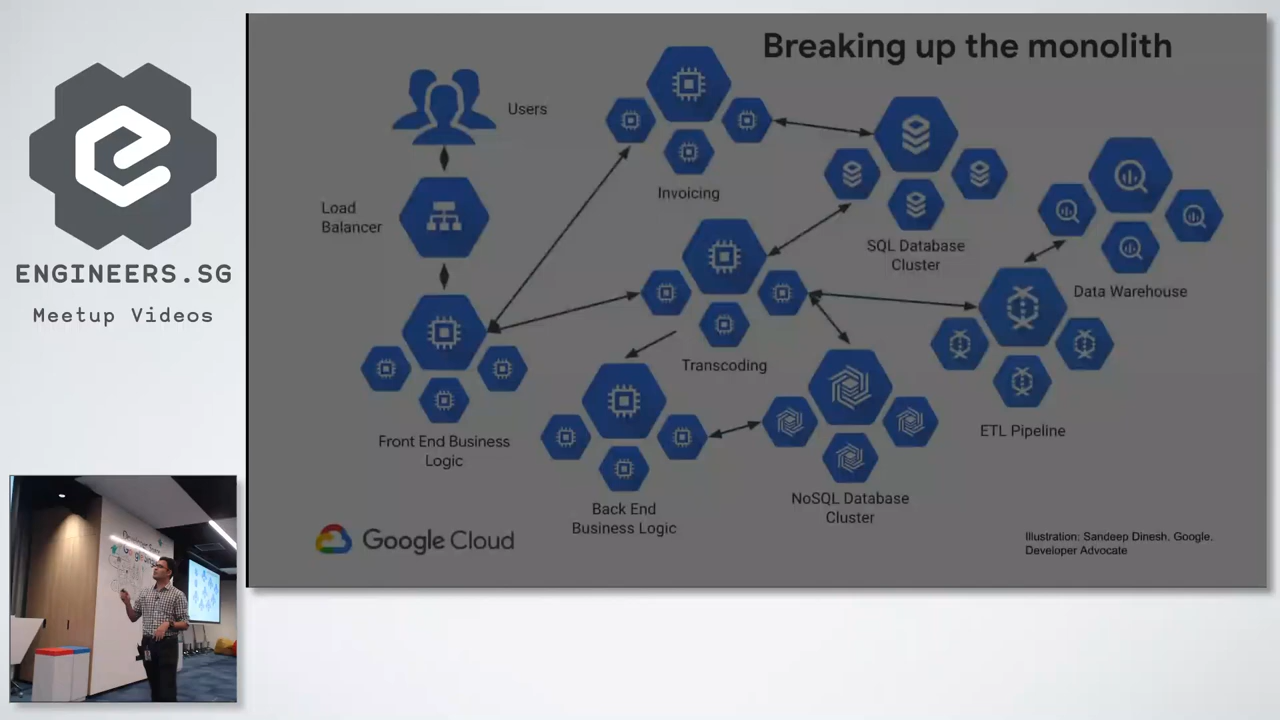 ENGINEERS.SG
Meetup Videos
Breaking up the monolith
Users
Load
Balancer
Front End Business
Logic
Invoicing
Transcoding
Back End
Business Logic
SQL Database
Cluster
NoSQL Database
Cluster
Data Warehouse
ETL Pipeline
Google Cloud
Illustration: Sandeep Dinesh, Google.
Developer Advocate